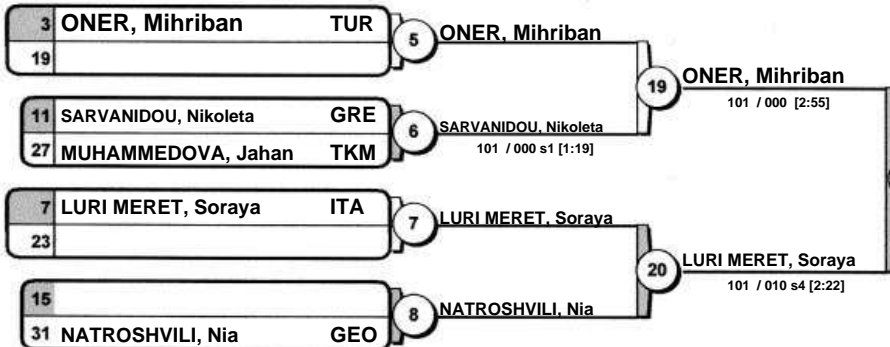 3 ONER, Mihriban TUR
19
5 ONER, Mihriban
11 SARVANIDOU, Nikoleta GRE
27 MUHAMMEDOVA, Jahan TKM
6 SARVANIDOU, Nikoleta
101 / 000 s1 [1:19]
19 ONER, Mihriban
101 / 000 [2:55]
7 LURI MERET, Soraya ITA
23
7 LURI MERET, Soraya
15
31 NATROSHVILI, Nia GEO
8 NATROSHVILI, Nia
20 LURI MERET, Soraya
101 / 010 s4 [2:22]